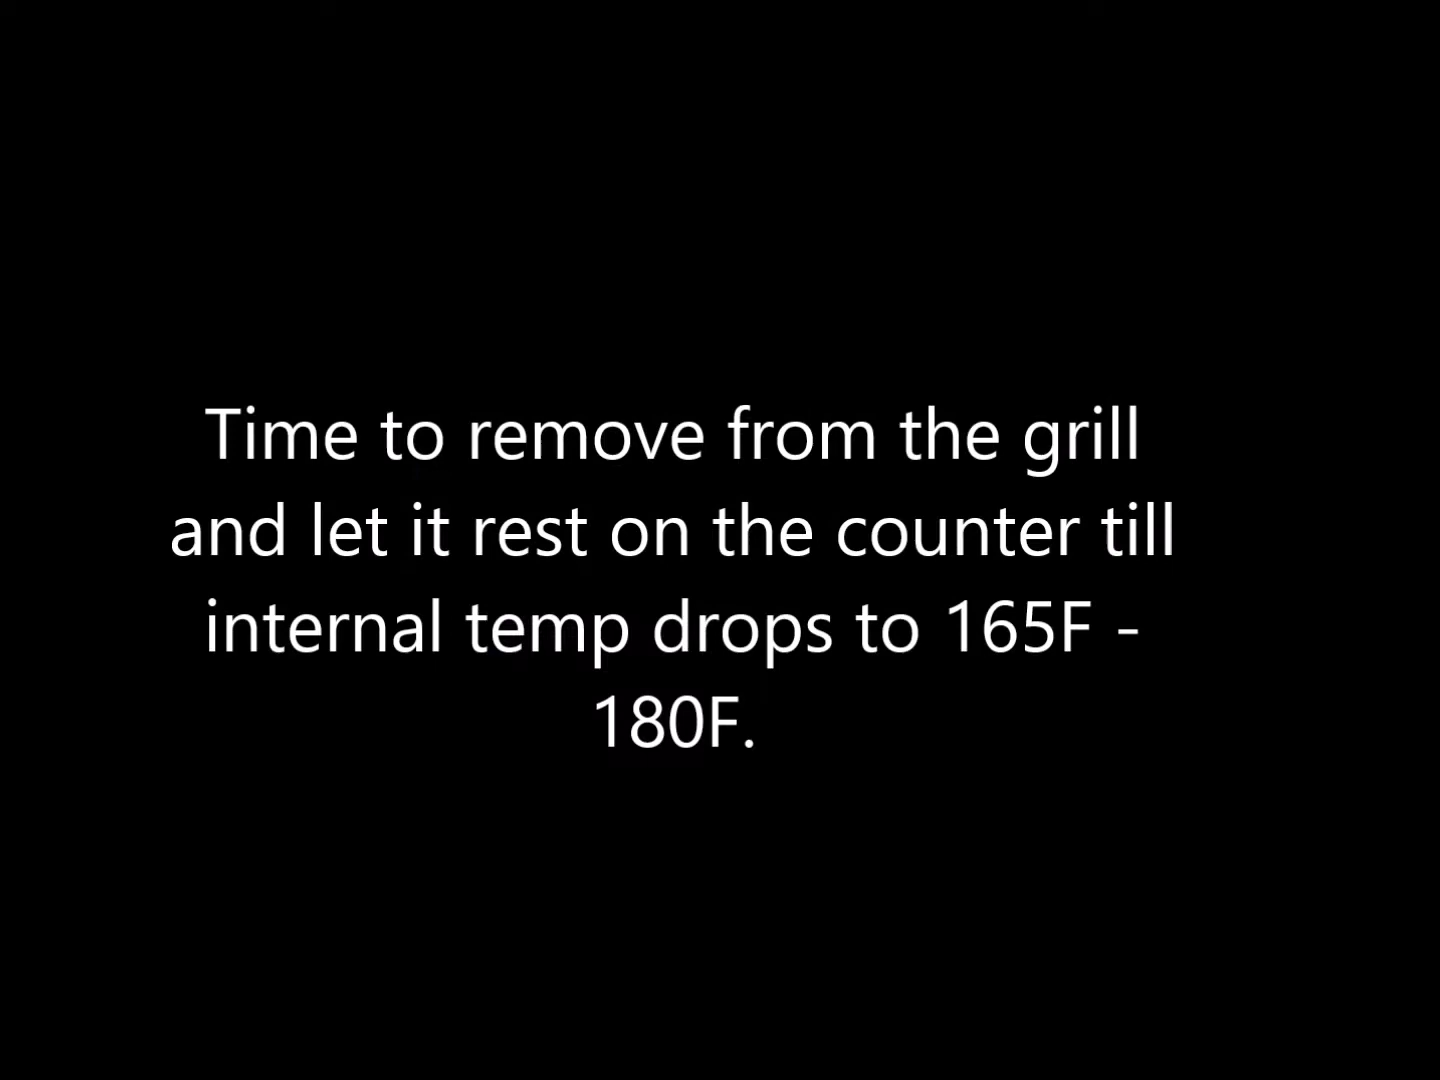 Time to remove from the grill
and let it rest on the counter till
internal temp drops to 165F -
180F.